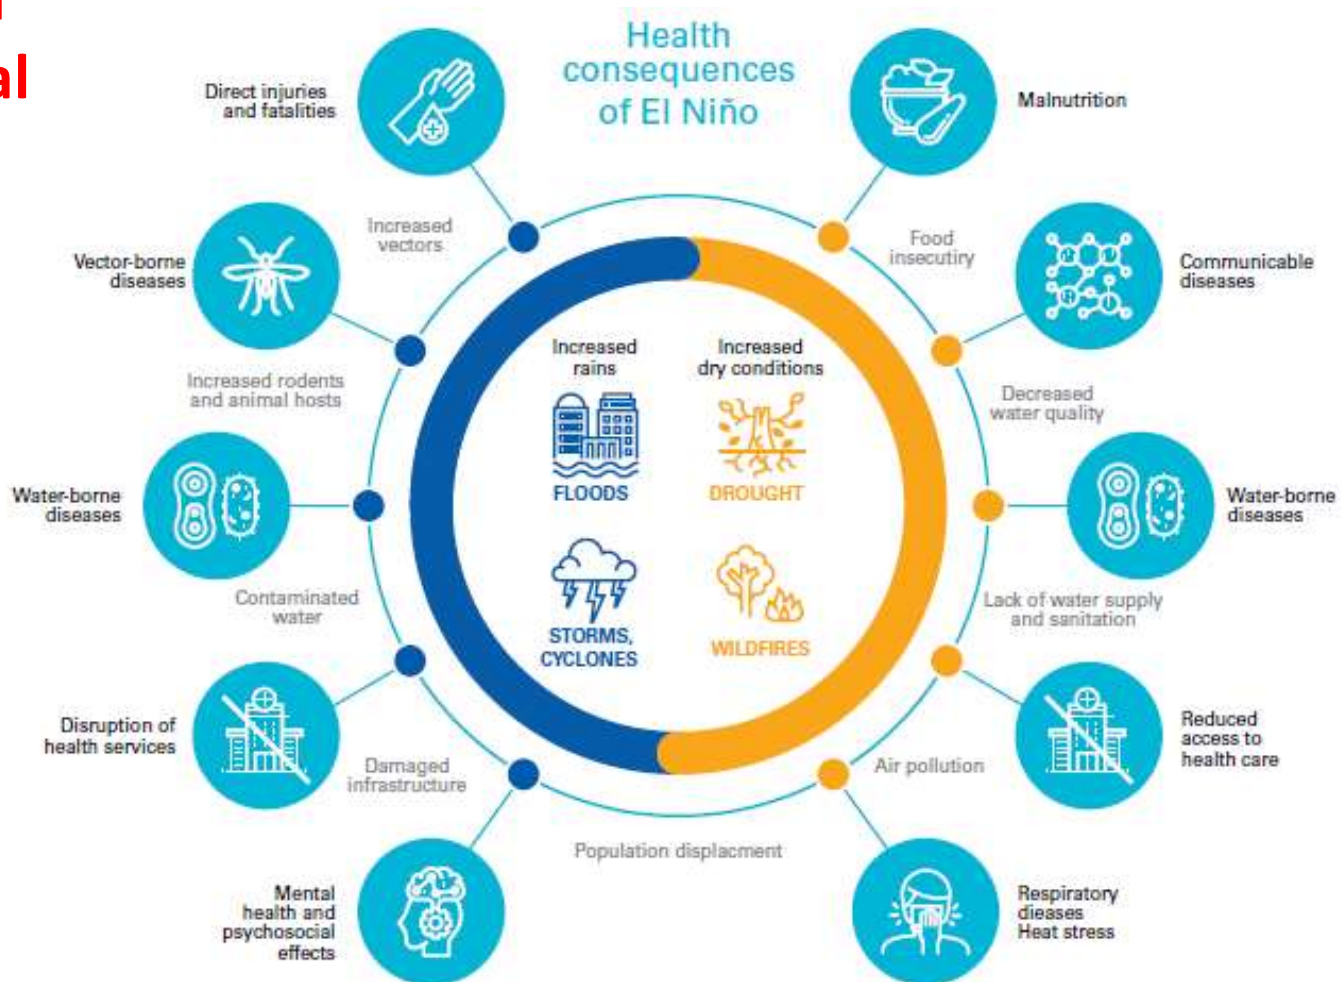 al
Health
consequences
of El Niño
Direct injuries
and fatalities
Malnutrition
Increased
vectors
Food
insecutiry
Vector-borne
diseases
Communicable
diseases
Increased rodents
and animal hosts
Increased
rains
Increased
dry conditions
Decreased
water quality
FLOODS
DROUGHT
Water-borne
diseases
Water-borne
diseases
Contaminated
water
STORMS,
CYCLONES
WILDFIRES
Lack of water supply
and sanitation
Disruption of
health services
Reduced
access to
health care
Damaged
infrastructure
Air pollution
Population displacment
Mental
health and
psychosocial
effects
Respiratory
dieases
Heat stress